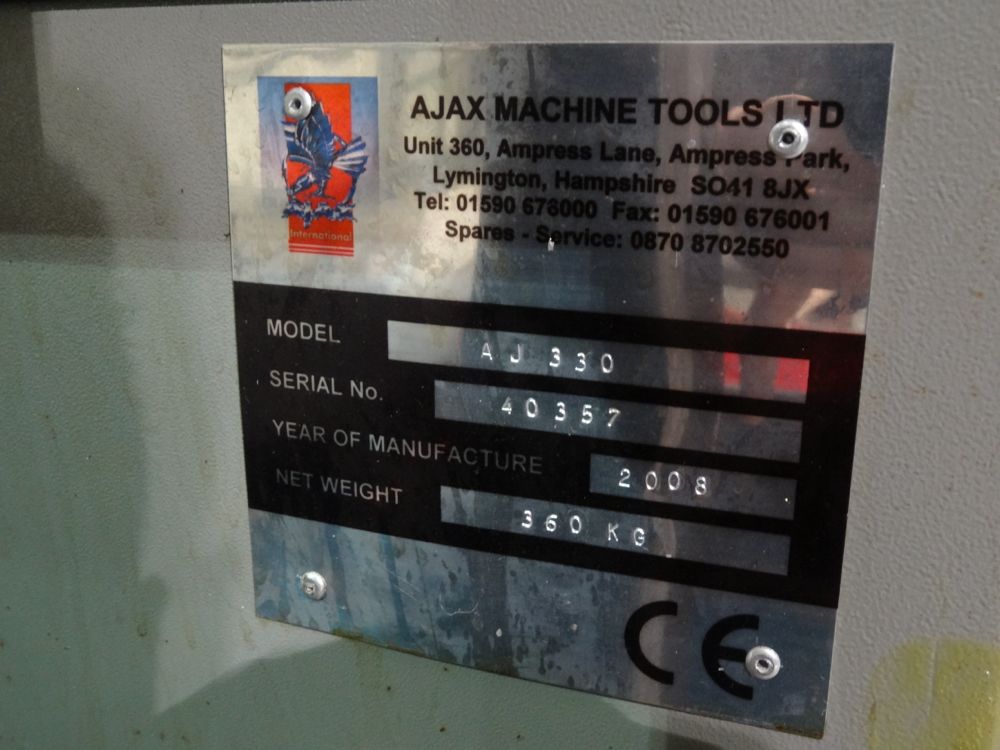 International
AJAX MACHINE TOOLS LTD
Unit 360, Ampress Lane, Ampress Park,
Lymington, Hampshire SO41 8JX
Tel: 01590 676000 Fax: 01590 676001
Spares - Service: 0870 8702550
MODEL AJ 330
SERIAL No. 40357
YEAR OF MANUFACTURE 2008
NET WEIGHT 360 KG
CE